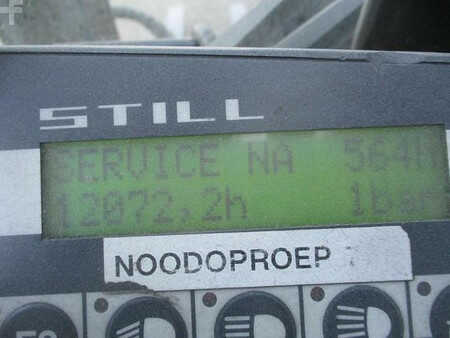 STILL
SERVICE NA 564h
12072,2h 1bar
NOODOPROEP